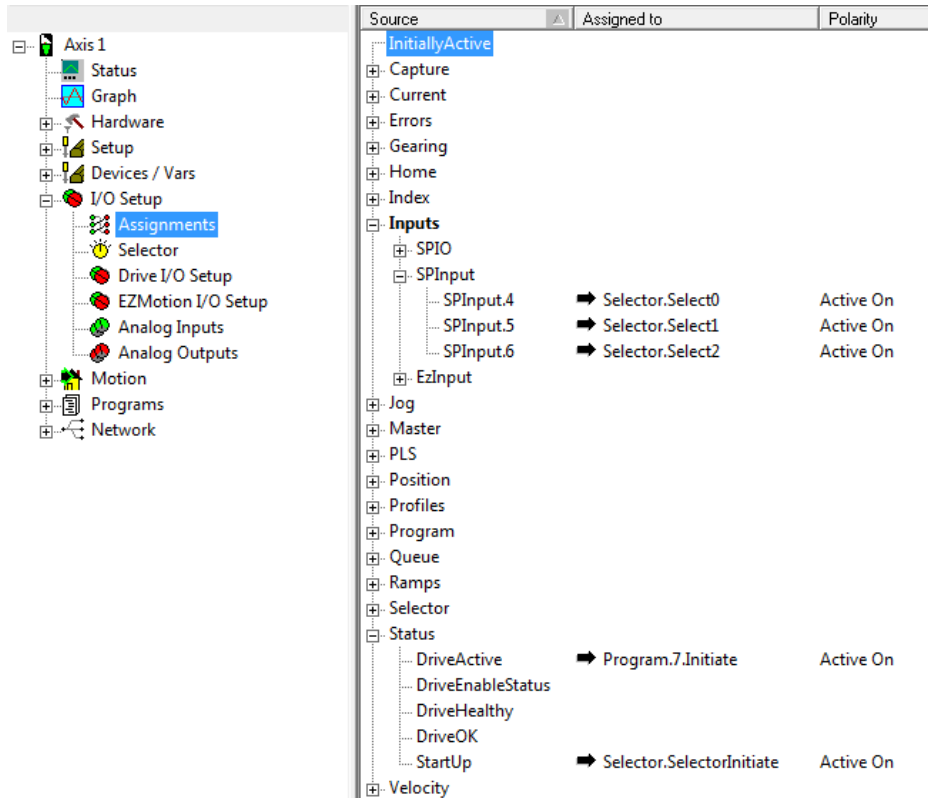 Axis 1
Status
Graph
Hardware
Setup
Devices / Vars
I/O Setup
Assignments
Selector
Drive I/O Setup
EZMotion I/O Setup
Analog Inputs
Analog Outputs
Motion
Programs
Network
Source Assigned to Polarity
InitiallyActive
Capture
Current
Errors
Gearing
Home
Index
Inputs
SPIO
SPInput
SPInput.4 Selector.Select0 Active On
SPInput.5 Selector.Select1 Active On
SPInput.6 Selector.Select2 Active On
EzInput
Jog
Master
PLS
Position
Profiles
Program
Queue
Ramps
Selector
Status
DriveActive Program.7.Initiate Active On
DriveEnableStatus
DriveHealthy
DriveOK
StartUp Selector.SelectorInitiate Active On
Velocity